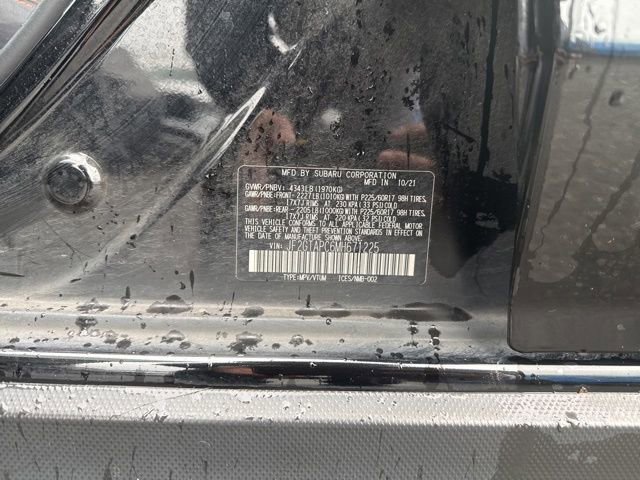 MFD BY SUBARU CORPORATION
MFD IN 10/21
GVWR/PNBV: 4343LB (1970KG)
GAWR/PNBE:FRONT-2227LB(1010KG)WITH P225/60R17 98H TIRES,
17X7J RIMS AT 230 KPA(33 PSI)COLD
GAWR/PNBE:REAR -2205LB(1000KG)WITH P225/60R17 98H TIRES,
17X7J RIMS AT 220 KPA(32 PSI)COLD
THIS VEHICLE CONFORMS TO ALL APPLICABLE FEDERAL MOTOR
VEHICLE SAFETY AND THEFT PREVENTION STANDARDS IN EFFECT
ON THE DATE OF MANUFACTURE SHOWN ABOVE.
VIN: JF2GTAPC6MH671225
TYPE:MPV/VTUM ICES/NMB-002